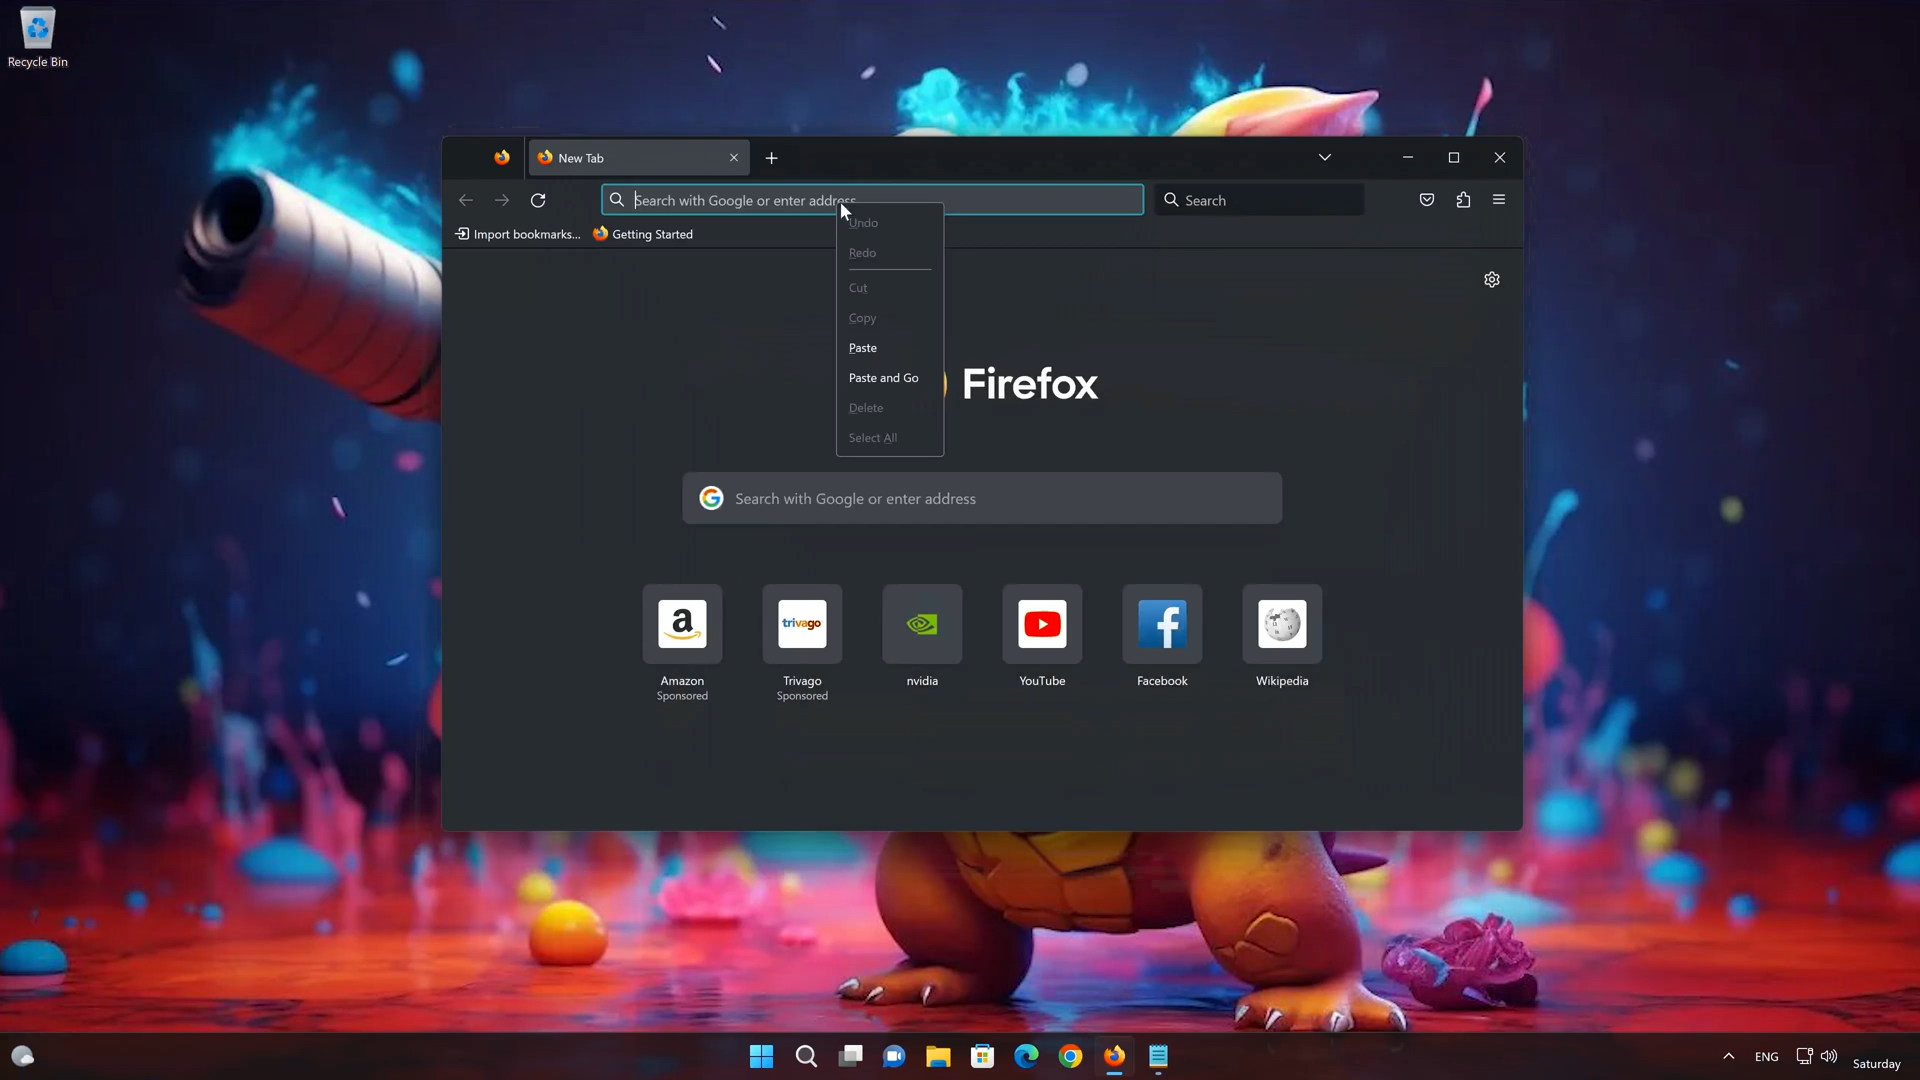 Recycle Bin
New Tab
Search with Google or enter address
Search
Import bookmarks...
Getting Started
Undo
Redo
Cut
Copy
Paste
Paste and Go
Delete
Select All
Firefox
Search with Google or enter address
a
trivago
Amazon
Sponsored
Trivago
Sponsored
nvidia
YouTube
Facebook
Wikipedia
ENG
Saturday